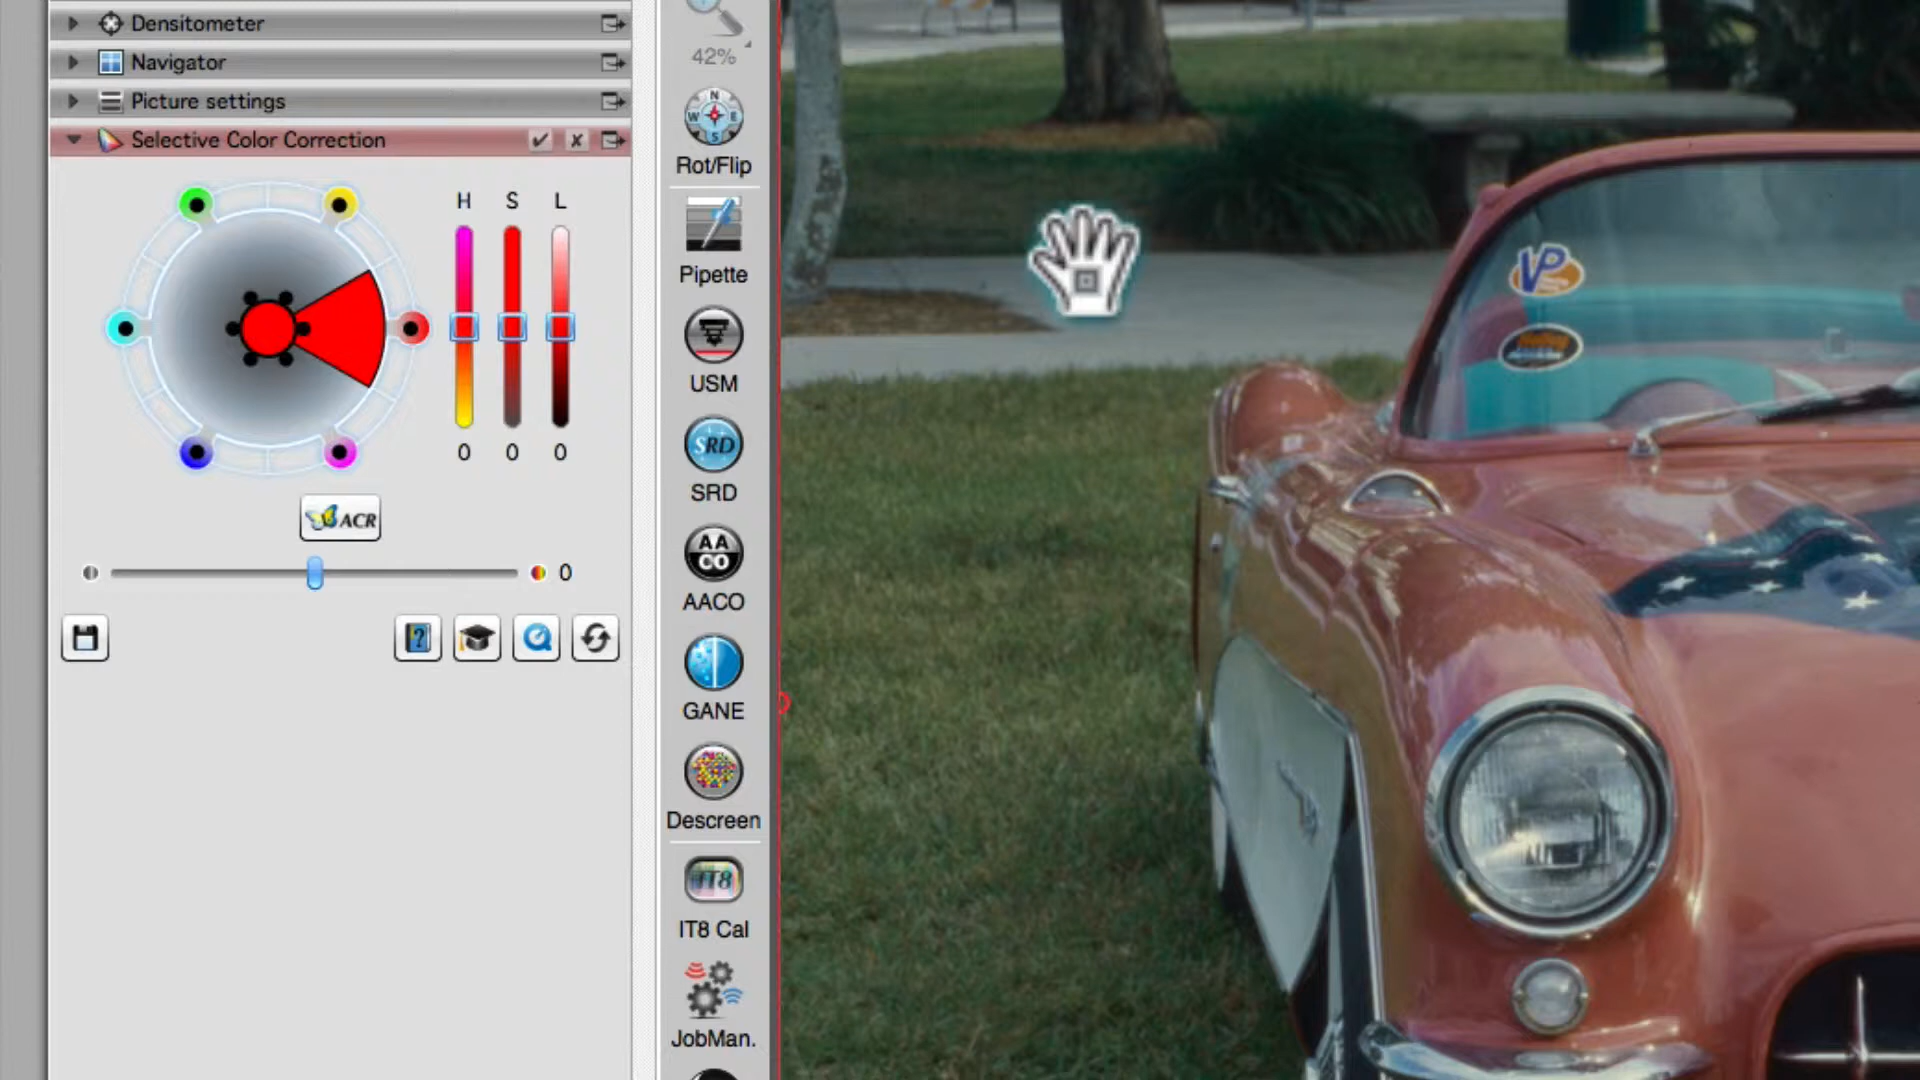 Densitometer
Navigator
Picture settings
Selective Color Correction
H S L
0 0 0
ACR
0
42%
N
W E
S
Rot/Flip
Pipette
USM
SRD
SRD
AA
CO
AACO
GANE
Descreen
IT8
IT8 Cal
JobMan.
VP